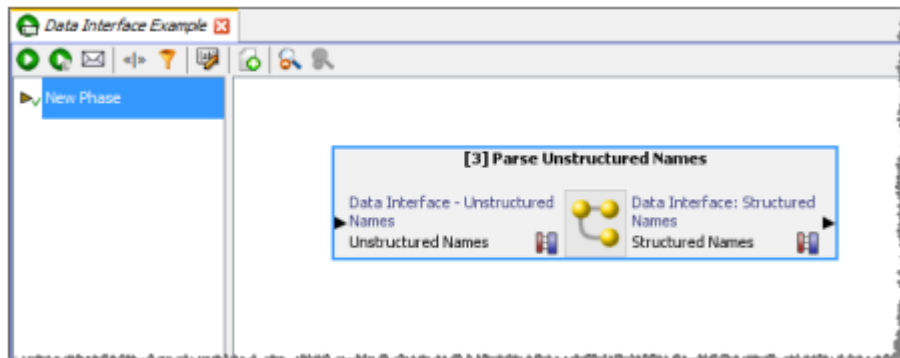 Data Interface Example
New Phase
[3] Parse Unstructured Names
Data Interface - Unstructured
Names
Unstructured Names
Data Interface: Structured
Names
Structured Names